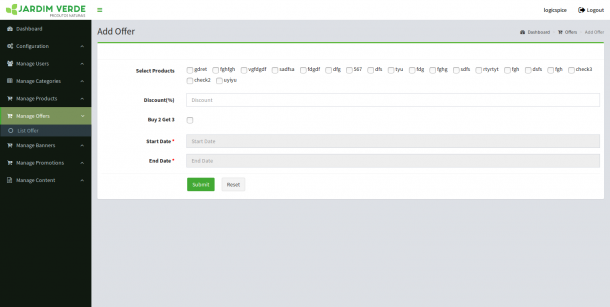 JARDIM VERDE
PRODUTOS NATURAIS
logicspice
Logout
Dashboard
Configuration
Manage Users
Manage Categories
Manage Products
Manage Offers
List Offer
Manage Banners
Manage Promotions
Manage Content
Add Offer
Dashboard
Offers
Add Offer
Select Products
gdret fghfgh vgfdgdf sadfsa fdgdf dfg 567 dfs tyu fdg fghg sdfs rtyrtyt fgh dsfs fgh check3
check2 uyiyu
Discount(%)
Discount
Buy 2 Get 3
Start Date *
Start Date
End Date *
End Date
Submit
Reset